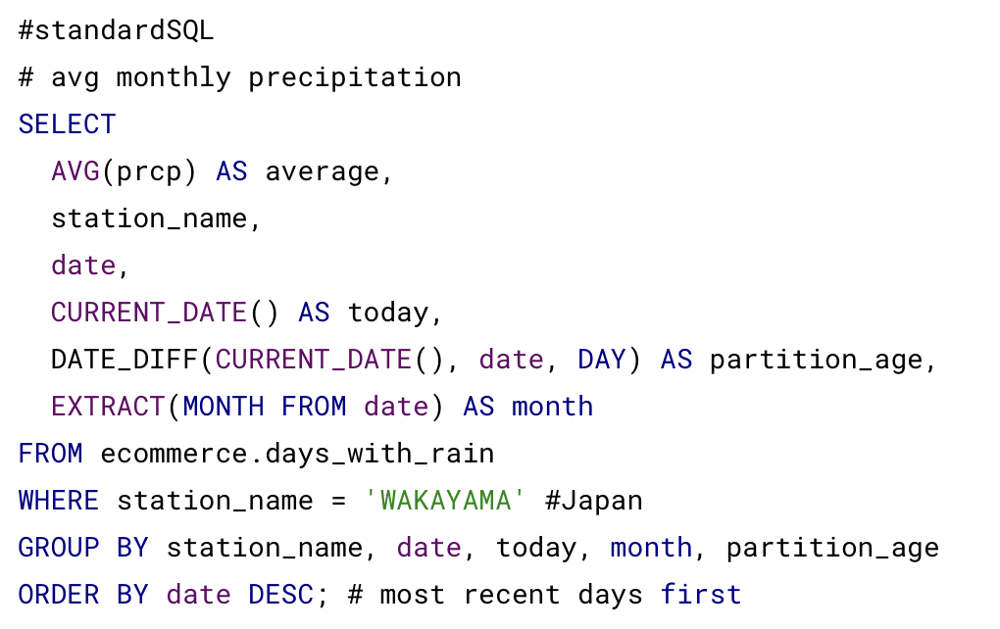 #standardSQL
# avg monthly precipitation
SELECT
  AVG(prcp) AS average,
  station_name,
  date,
  CURRENT_DATE() AS today,
  DATE_DIFF(CURRENT_DATE(), date, DAY) AS partition_age,
  EXTRACT(MONTH FROM date) AS month
FROM ecommerce.days_with_rain
WHERE station_name = 'WAKAYAMA' #Japan
GROUP BY station_name, date, today, month, partition_age
ORDER BY date DESC; # most recent days first